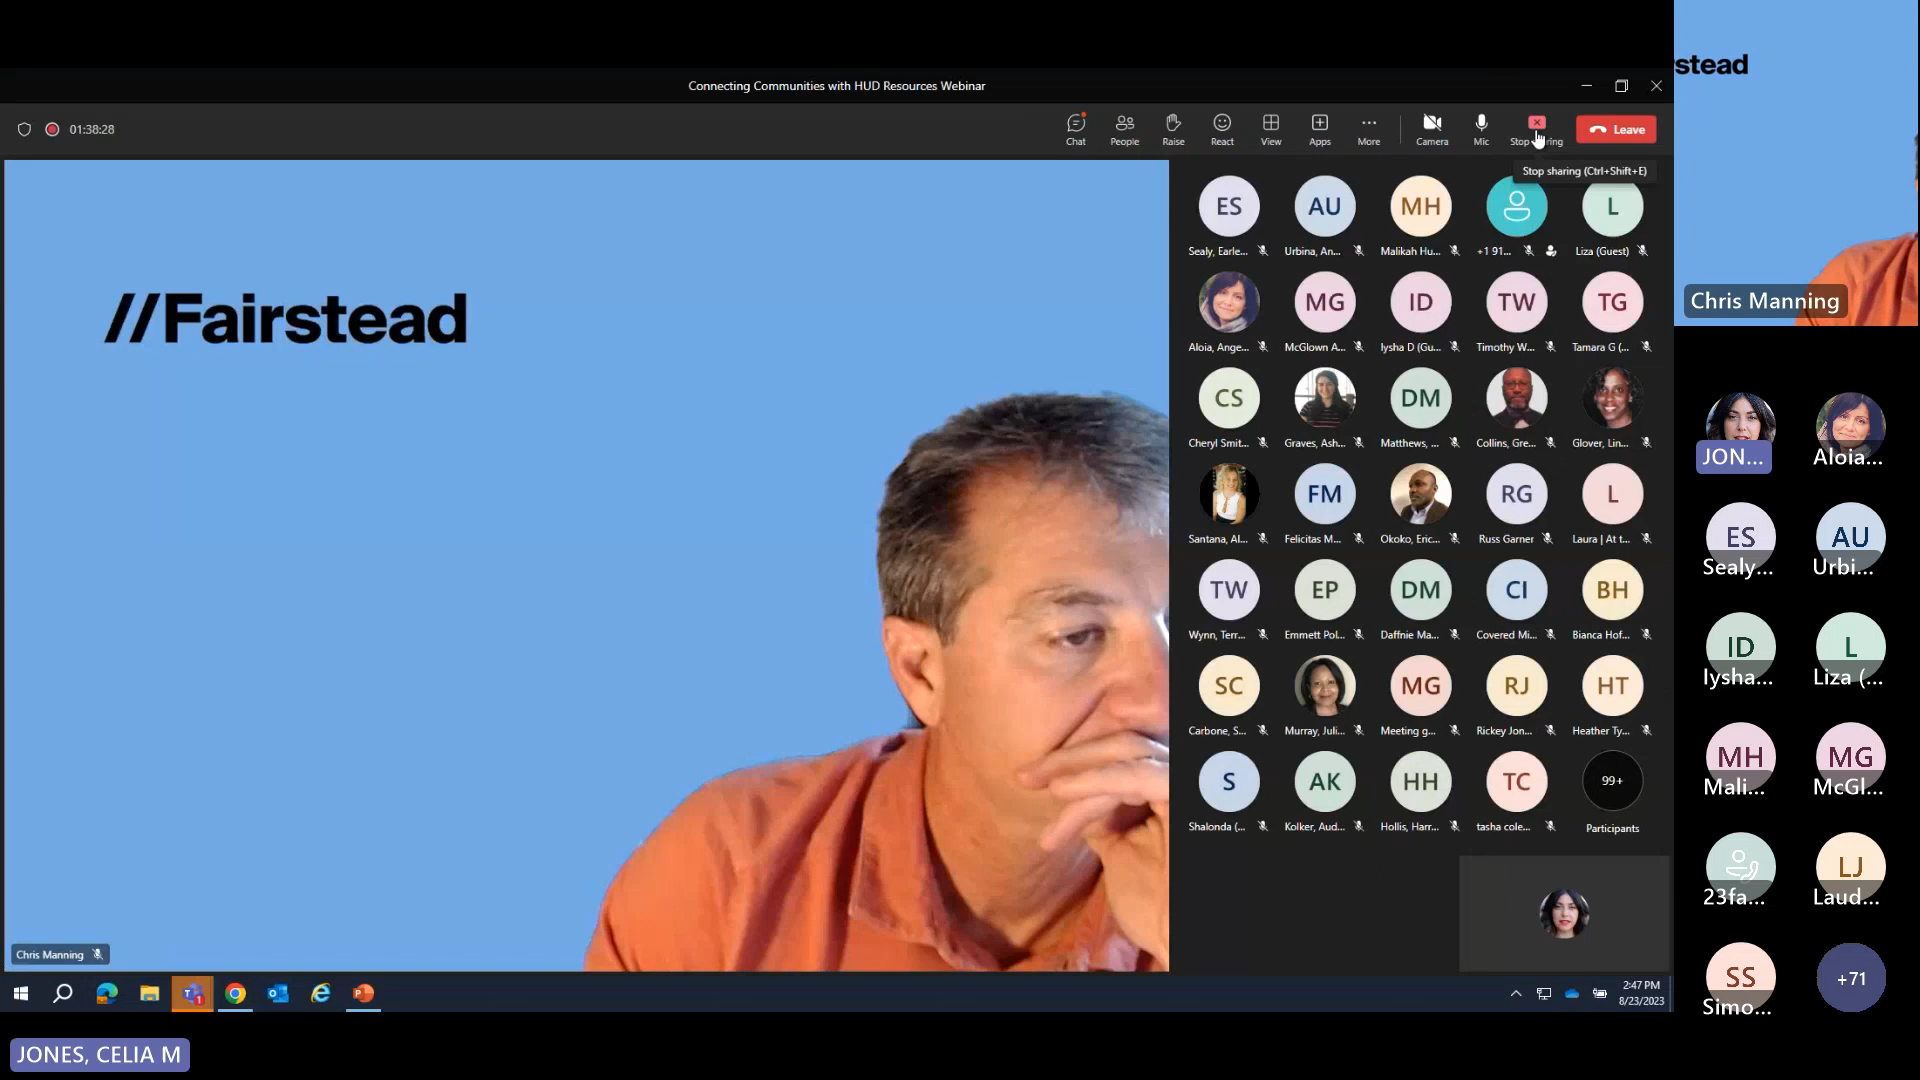 Connecting Communities with HUD Resources Webinar
01:38:28
Chat People Raise React View Apps More Camera Mic Leave
Stop sharing (Ctrl+Shift+E)
//Fairstead
ES AU MH L
Sealy, Earle... Urbina, An... Malikah Hu... +1 91... Liza (Guest)
MG ID TW TG
Aloia, Ange... McGlown A... Iysha D (Gu... Timothy W... Tamara G (...
CS DM
Cheryl Smit... Graves, Ash... Matthews, ... Collins, Gre... Glover, Lin...
FM RG L
Santana, Al... Felicitas M... Okoko, Eric... Russ Garner Laura | At t...
TW EP DM CI BH
Wynn, Terr... Emmett Pol... Daffnie Ma... Covered Mi... Bianca Hof...
SC MG RJ HT
Carbone, S... Murray, Juli... Meeting g... Rickey Jon... Heather Ty...
S AK HH TC 99+
Shalonda (... Kolker, Aud... Hollis, Harr... tasha cole... Participants
Chris Manning
2:47 PM
8/23/2023
JONES, CELIA M
stead
Chris Manning
JON... Aloia...
ES AU
Sealy... Urbi...
ID L
Iysha... Liza (...
MH MG
Mali... McGl...
LJ
23fa... Laud...
SS +71
Simo...